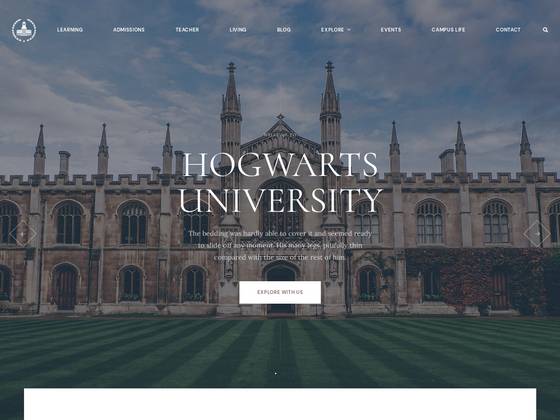 LEARNING ADMISSIONS TEACHER LIVING BLOG EXPLORE EVENTS CAMPUS LIFE CONTACT
HOGWARTS
UNIVERSITY
The bedding was hardly able to cover it and seemed ready
to slide off any moment. His many legs, pitifully thin
compared with the size of the rest of him
EXPLORE WITH US